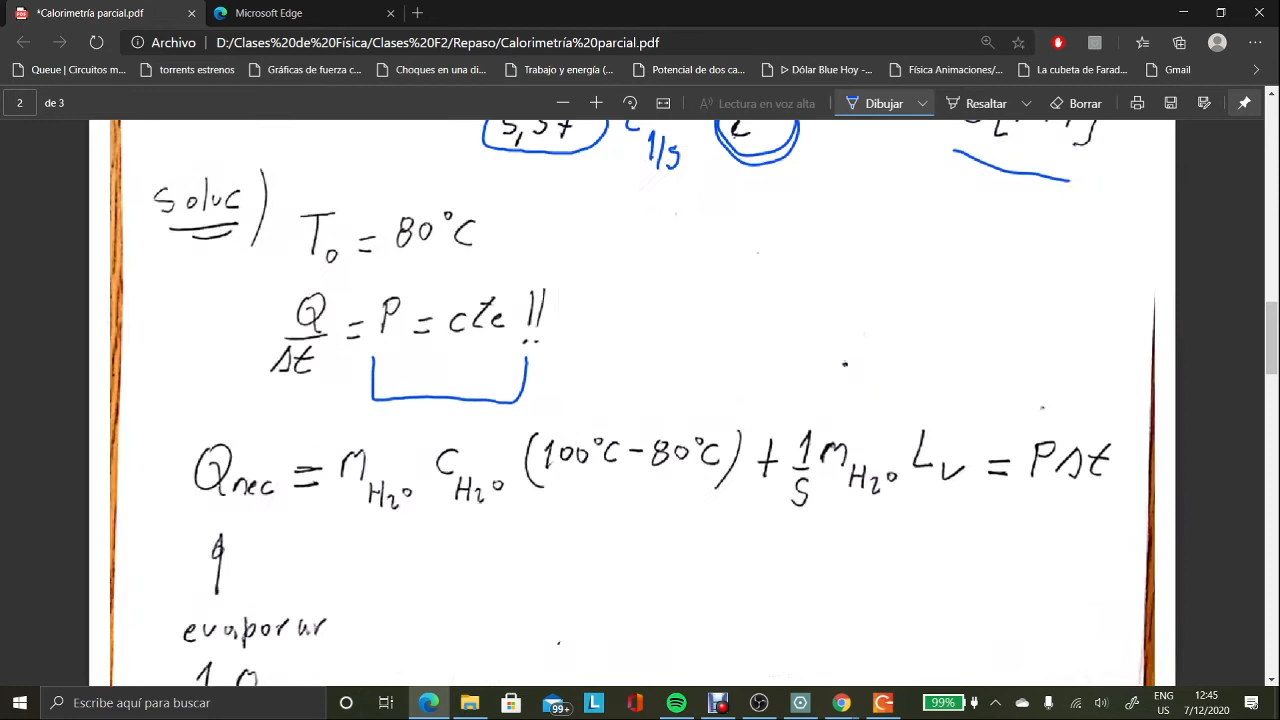 *Calorimetría parcial.pdf
Microsoft Edge
Archivo D:/Clases%20de%20Física/Clases%20F2/Repaso/Calorimetría%20parcial.pdf
Queue | Circuitos m... torrents estrenos Gráficas de fuerza c... Choques en una di... Trabajo y energía (... Potencial de dos ca... Dólar Blue Hoy -... Física Animaciones/... La cubeta de Farad... Gmail
2 de 3 Lectura en voz alta Dibujar Resaltar Borrar
1/5
Soluc)
T₀ = 80°C
Q/Δt = P = cte !!
Qnec = m H₂O C H₂O (100°C - 80°C) + 1/5 m H₂O Lv = PΔt
evaporar
Escribe aquí para buscar
99+
99%
ENG
US
12:45
7/12/2020